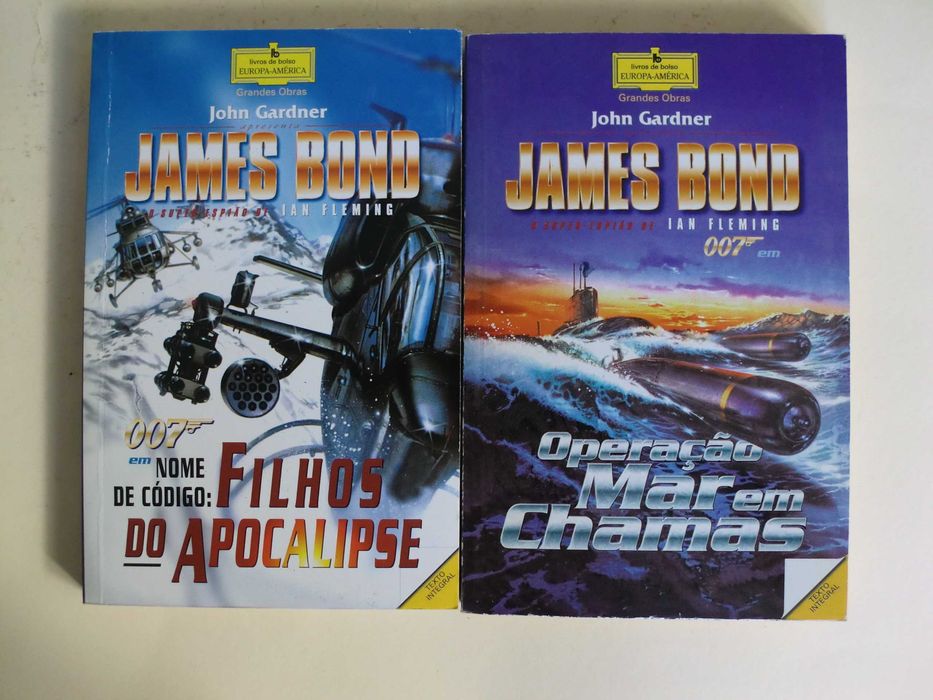 livros de bolso
EUROPA-AMÉRICA
Grandes Obras
John Gardner
apresenta
JAMES BOND
O SUPER-ESPIÃO DE IAN FLEMING
007
em NOME
DE CÓDIGO:
FILHOS
DO APOCALIPSE
TEXTO
INTEGRAL
livros de bolso
EUROPA-AMÉRICA
Grandes Obras
John Gardner
JAMES BOND
O SUPER-ESPIÃO DE IAN FLEMING
007 em
Operação
Mar em
Chamas
TEXTO
INTEGRAL